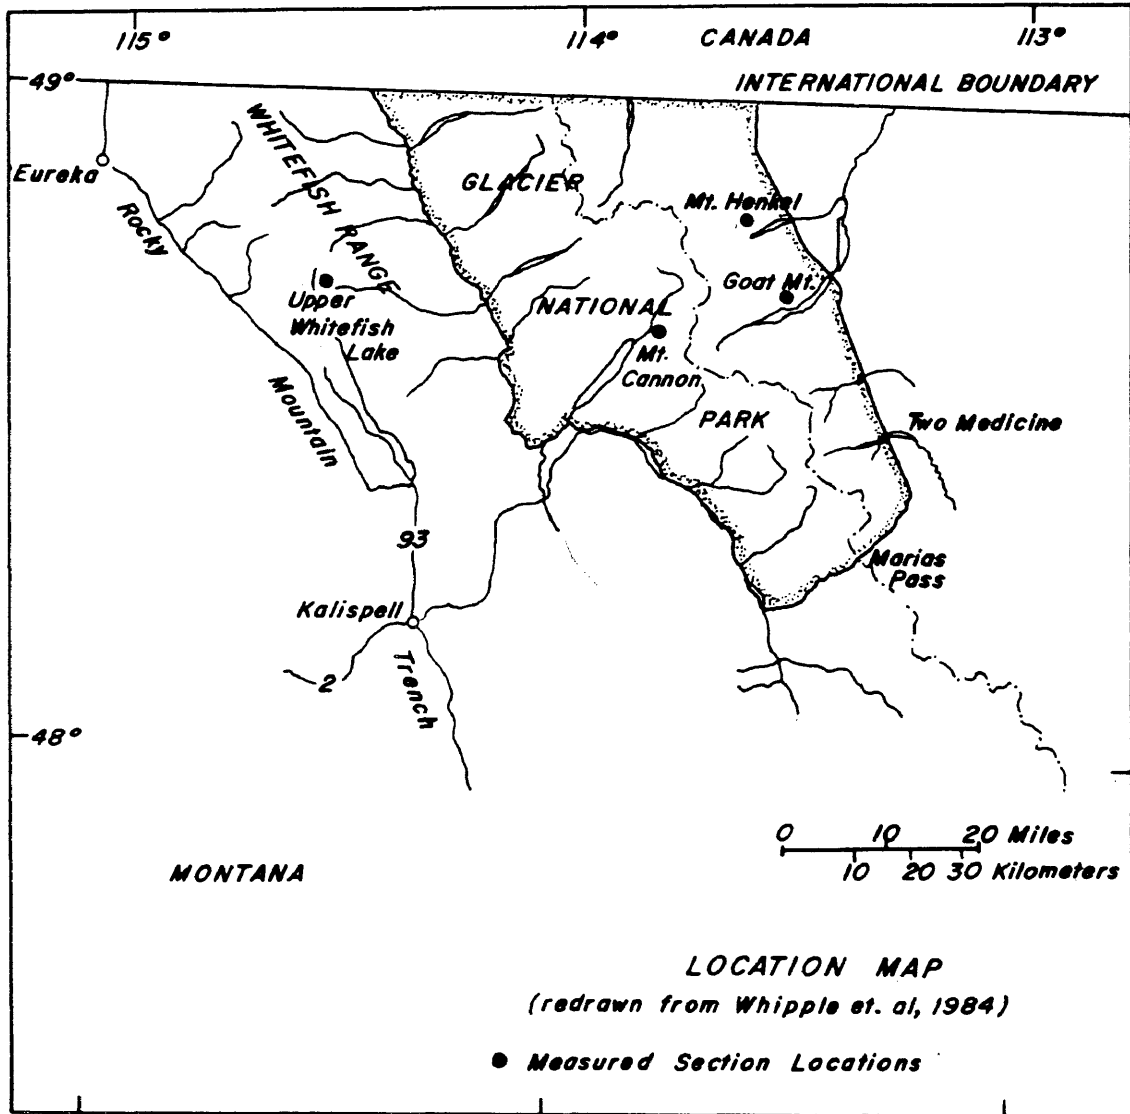 115°
114°
CANADA
113°
49°
INTERNATIONAL BOUNDARY
WHITEFISH RANGE
Eureka
GLACIER
Mt. Henkel
Rocky
Goat Mt.
Upper
Whitefish
Lake
NATIONAL
Mt.
Cannon
Mountain
PARK
Two Medicine
93
Marias
Pass
Kalispell
2
Trench
48°
0 10 20 Miles
10 20 30 Kilometers
MONTANA
LOCATION MAP
(redrawn from Whipple et. al, 1984)
Measured Section Locations